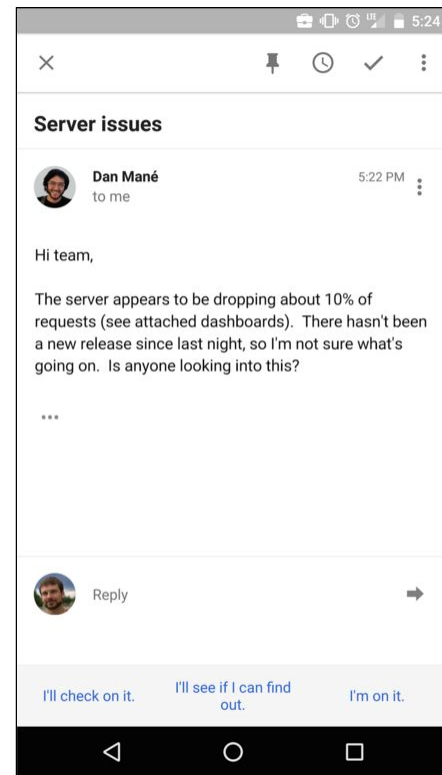 LTE 5:24
Server issues
Dan Mané 5:22 PM
to me
Hi team,
The server appears to be dropping about 10% of
requests (see attached dashboards).  There hasn't been
a new release since last night, so I'm not sure what's
going on.  Is anyone looking into this?
...
Reply
I'll check on it.
I'll see if I can find
out.
I'm on it.